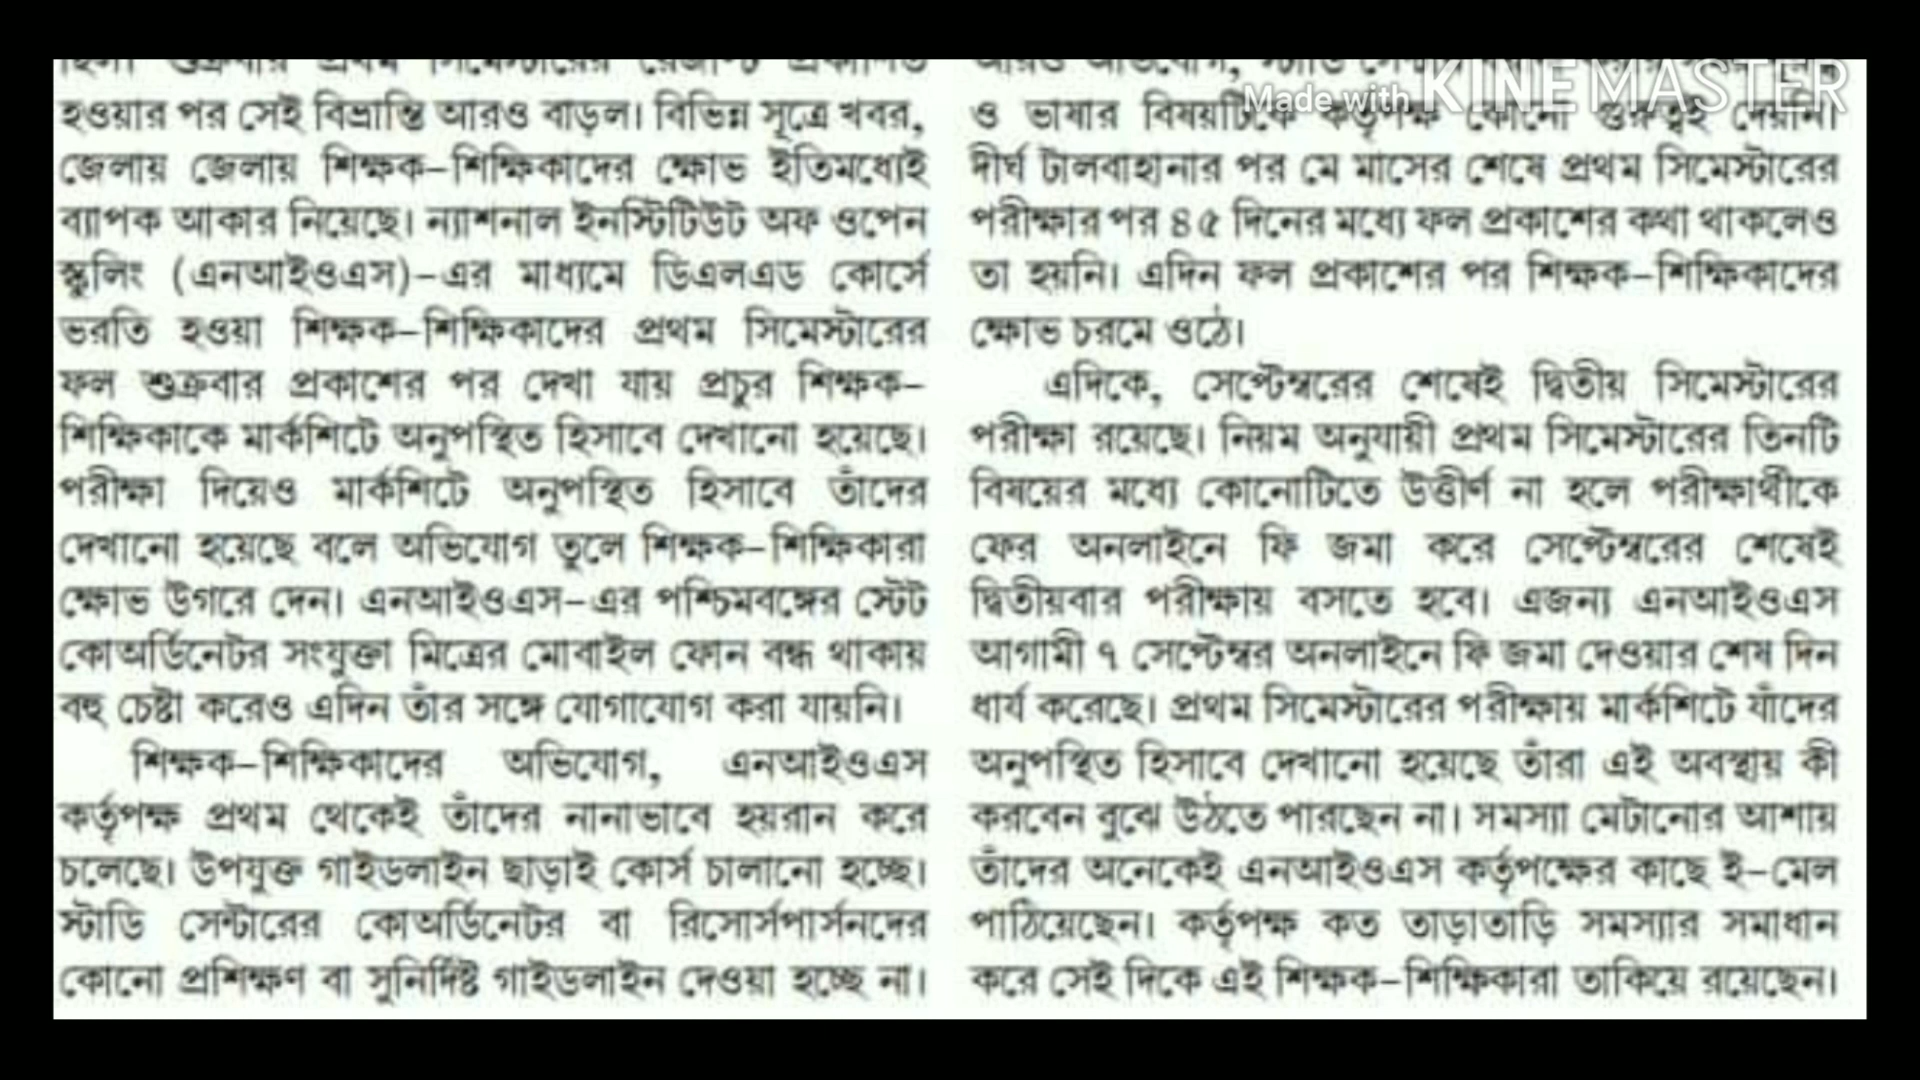 ছিল। শুক্রবার প্রথম সিমেস্টারের রেজাল্ট প্রকাশিত
হওয়ার পর সেই বিভ্রান্তি আরও বাড়ল। বিভিন্ন সূত্রে খবর,
জেলায় জেলায় শিক্ষক-শিক্ষিকাদের ক্ষোভ ইতিমধ্যেই
ব্যাপক আকার নিয়েছে। ন্যাশনাল ইনস্টিটিউট অফ ওপেন
স্কুলিং (এনআইওএস)-এর মাধ্যমে ডিএলএড কোর্সে
ভরতি হওয়া শিক্ষক-শিক্ষিকাদের প্রথম সিমেস্টারের
ফল শুক্রবার প্রকাশের পর দেখা যায় প্রচুর শিক্ষক-
শিক্ষিকাকে মার্কশিটে অনুপস্থিত হিসাবে দেখানো হয়েছে।
পরীক্ষা দিয়েও মার্কশিটে অনুপস্থিত হিসাবে তাঁদের
দেখানো হয়েছে বলে অভিযোগ তুলে শিক্ষক-শিক্ষিকারা
ক্ষোভ উগরে দেন। এনআইওএস-এর পশ্চিমবঙ্গের স্টেট
কোঅর্ডিনেটর সংযুক্তা মিত্রের মোবাইল ফোন বন্ধ থাকায়
বহু চেষ্টা করেও এদিন তাঁর সঙ্গে যোগাযোগ করা যায়নি।
শিক্ষক-শিক্ষিকাদের অভিযোগ, এনআইওএস
কর্তৃপক্ষ প্রথম থেকেই তাঁদের নানাভাবে হয়রান করে
চলেছে। উপযুক্ত গাইডলাইন ছাড়াই কোর্স চালানো হচ্ছে।
স্টাডি সেন্টারের কোঅর্ডিনেটর বা রিসোর্সপার্সনদের
কোনো প্রশিক্ষণ বা সুনির্দিষ্ট গাইডলাইন দেওয়া হচ্ছে না।
আরও অভিযোগ, স্টাডি
ও ভাষার বিষয়টিকে কর্তৃপক্ষ কোনো গুরুত্বই দেয়নি।
দীর্ঘ টালবাহানার পর মে মাসের শেষে প্রথম সিমেস্টারের
পরীক্ষার পর ৪৫ দিনের মধ্যে ফল প্রকাশের কথা থাকলেও
তা হয়নি। এদিন ফল প্রকাশের পর শিক্ষক-শিক্ষিকাদের
ক্ষোভ চরমে ওঠে।
এদিকে, সেপ্টেম্বরের শেষেই দ্বিতীয় সিমেস্টারের
পরীক্ষা রয়েছে। নিয়ম অনুযায়ী প্রথম সিমেস্টারের তিনটি
বিষয়ের মধ্যে কোনোটিতে উত্তীর্ণ না হলে পরীক্ষার্থীকে
ফের অনলাইনে ফি জমা করে সেপ্টেম্বরের শেষেই
দ্বিতীয়বার পরীক্ষায় বসতে হবে। এজন্য এনআইওএস
আগামী ৭ সেপ্টেম্বর অনলাইনে ফি জমা দেওয়ার শেষ দিন
ধার্য করেছে। প্রথম সিমেস্টারের পরীক্ষায় মার্কশিটে যাঁদের
অনুপস্থিত হিসাবে দেখানো হয়েছে তাঁরা এই অবস্থায় কী
করবেন বুঝে উঠতে পারছেন না। সমস্যা মেটানোর আশায়
তাঁদের অনেকেই এনআইওএস কর্তৃপক্ষের কাছে ই-মেল
পাঠিয়েছেন। কর্তৃপক্ষ কত তাড়াতাড়ি সমস্যার সমাধান
করে সেই দিকে এই শিক্ষক-শিক্ষিকারা তাকিয়ে রয়েছেন।
Made with KINEMASTER